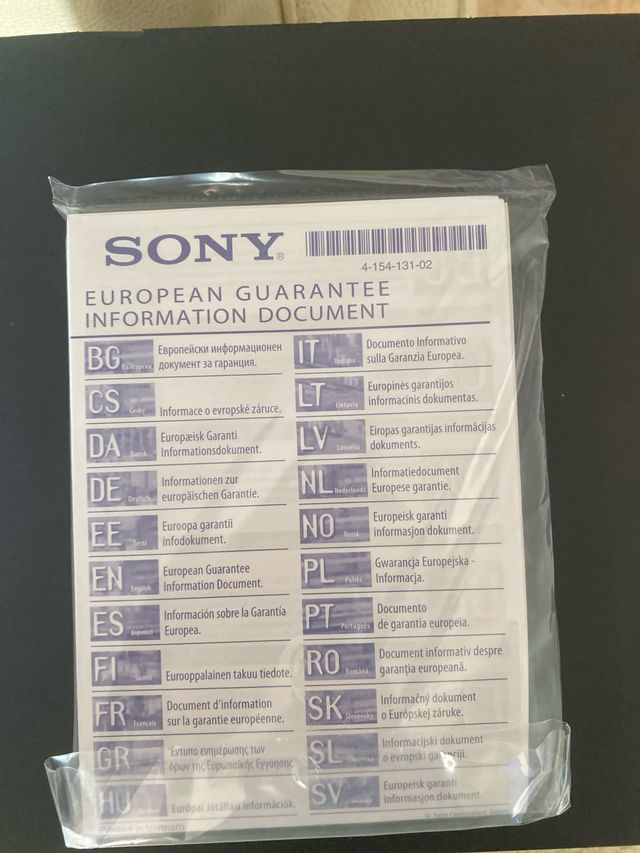 SONY®
4-154-131-02
EUROPEAN GUARANTEE
INFORMATION DOCUMENT
BG Български Европейски информационен
документ за гаранция.
CS Česky Informace o evropské záruce.
DA Dansk Europæisk Garanti
Informationsdokument.
DE Deutsch Informationen zur
europäischen Garantie.
EE Eesti Euroopa garantii
infodokument.
EN English European Guarantee
Information Document.
ES Español Información sobre la Garantía
Europea.
FI Suomi Eurooppalainen takuu tiedote.
FR Français Document d'information
sur la garantie européenne.
GR Έντυπο ενημέρωσης των
όρων της Ευρωπαϊκής Εγγύησης
HU Európai Jótállási információk.
IT Italiano Documento Informativo
sulla Garanzia Europea.
LT Lietuvių Europinės garantijos
informacinis dokumentas.
LV Latviešu Eiropas garantijas informācijas
dokuments.
NL Nederlands Informatiedocument
Europese garantie.
NO Norsk Europeisk garanti
informasjon dokument.
PL Polski Gwarancja Europejska -
Informacja.
PT Português Documento
de garantia europeia.
RO Română Document informativ despre
garanția europeană.
SK Slovensky Informačný dokument
o Európskej záruke.
SL Informacijski dokument
o evropski garanciji.
SV Europeisk garanti
informasjon dokument.
Printed in Vietnam
© Sony Corporation,